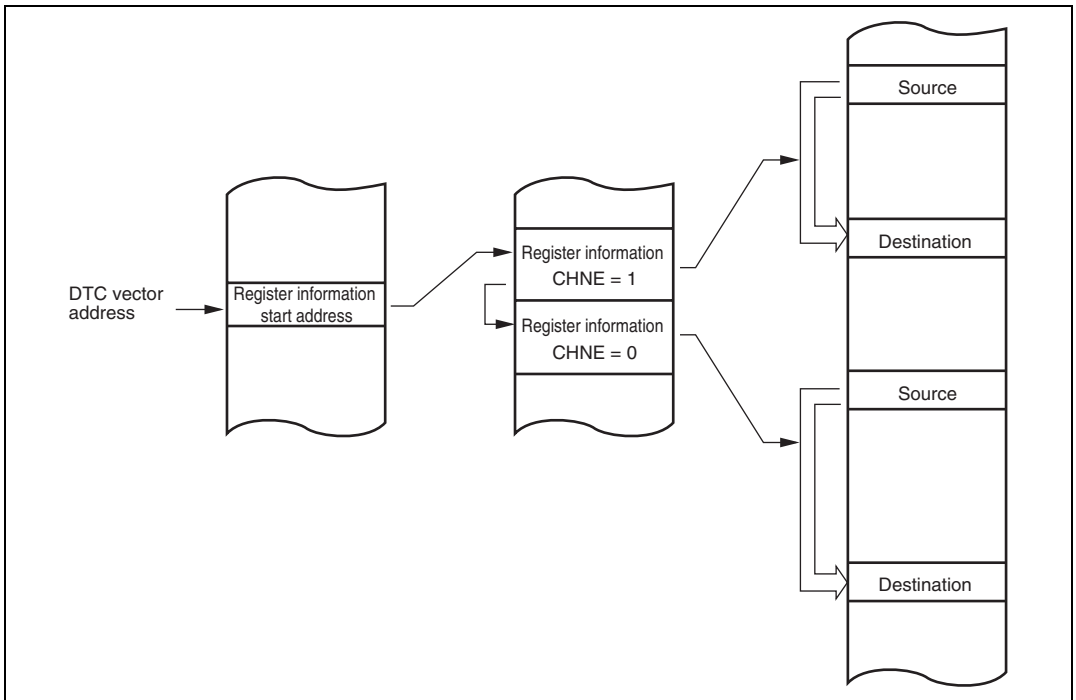 DTC vector
address
Register information
start address
Register information
CHNE = 1
Register information
CHNE = 0
Source
Destination
Source
Destination